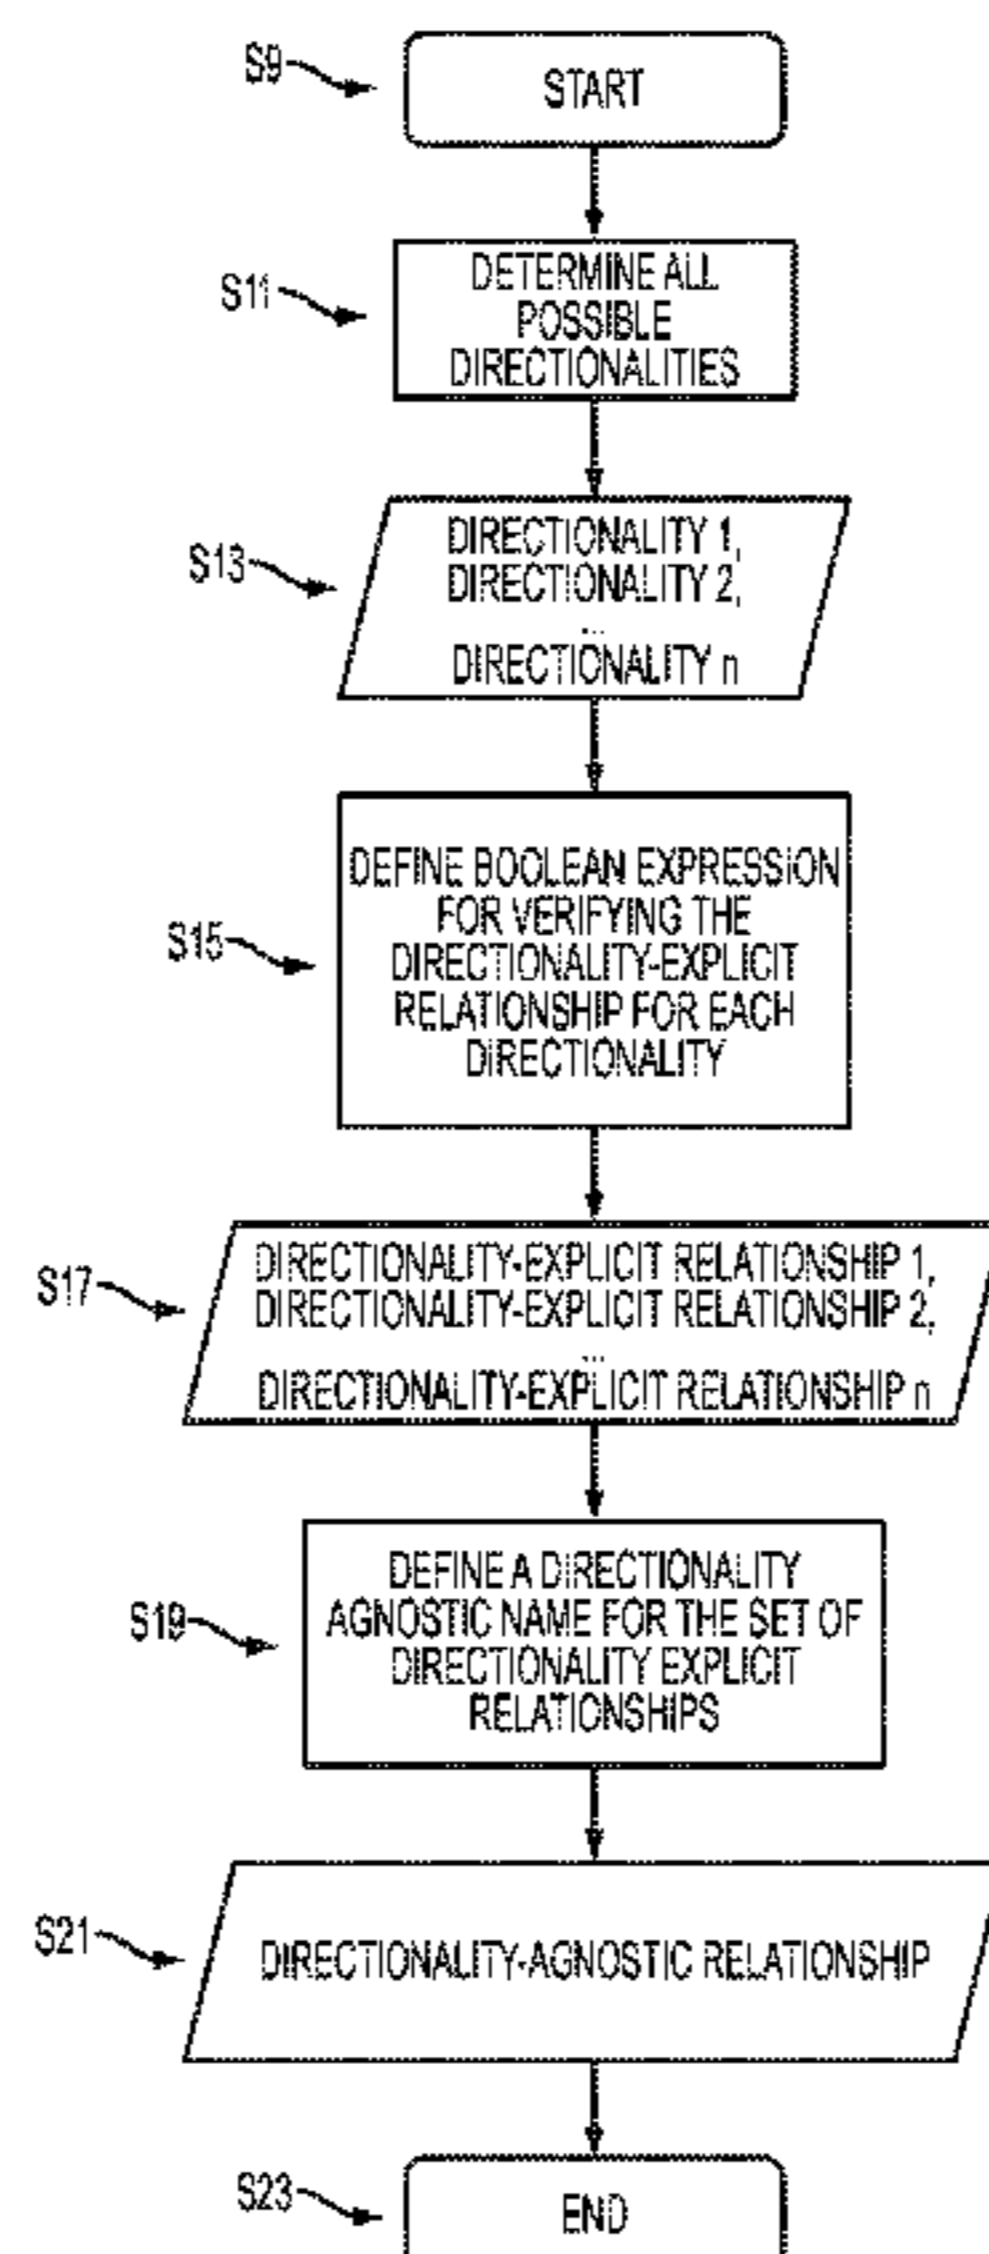 S9
START
S11
DETERMINE ALL
POSSIBLE
DIRECTIONALITIES
S13
DIRECTIONALITY 1,
DIRECTIONALITY 2,
...
DIRECTIONALITY n
S15
DEFINE BOOLEAN EXPRESSION
FOR VERIFYING THE
DIRECTIONALITY-EXPLICIT
RELATIONSHIP FOR EACH
DIRECTIONALITY
S17
DIRECTIONALITY-EXPLICIT RELATIONSHIP 1,
DIRECTIONALITY-EXPLICIT RELATIONSHIP 2,
...
DIRECTIONALITY-EXPLICIT RELATIONSHIP n
S19
DEFINE A DIRECTIONALITY
AGNOSTIC NAME FOR THE SET OF
DIRECTIONALITY EXPLICIT
RELATIONSHIPS
S21
DIRECTIONALITY-AGNOSTIC RELATIONSHIP
S23
END